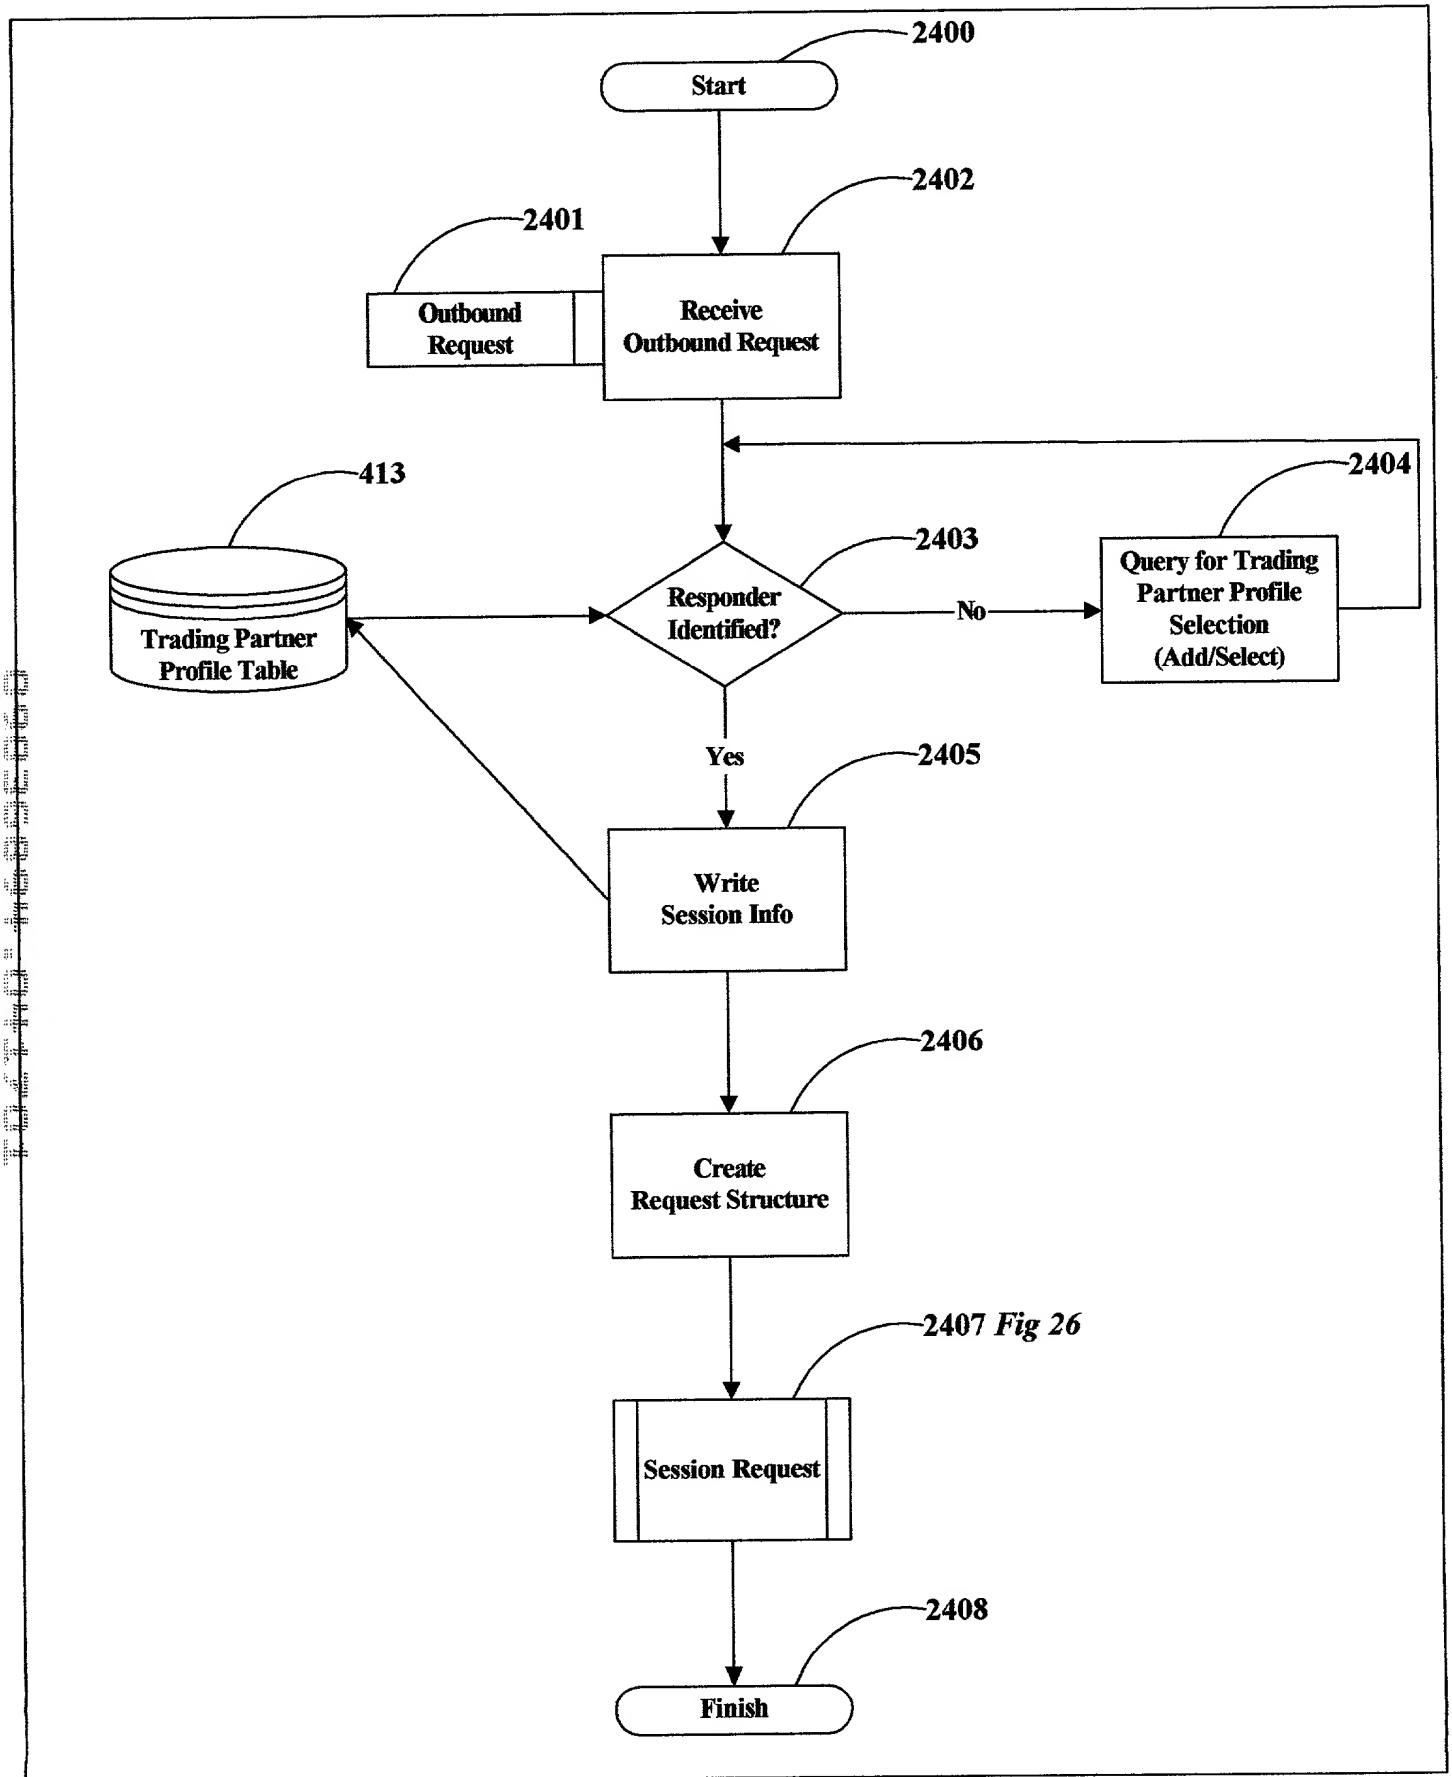 2400
Start
2402
2401
Outbound
Request
Receive
Outbound Request
2404
413
2403
Query for Trading
Partner Profile
Selection
(Add/Select)
Responder
Identified?
No
Trading Partner
Profile Table
Yes
2405
Write
Session Info
2406
Create
Request Structure
2407 Fig 26
Session Request
2408
Finish